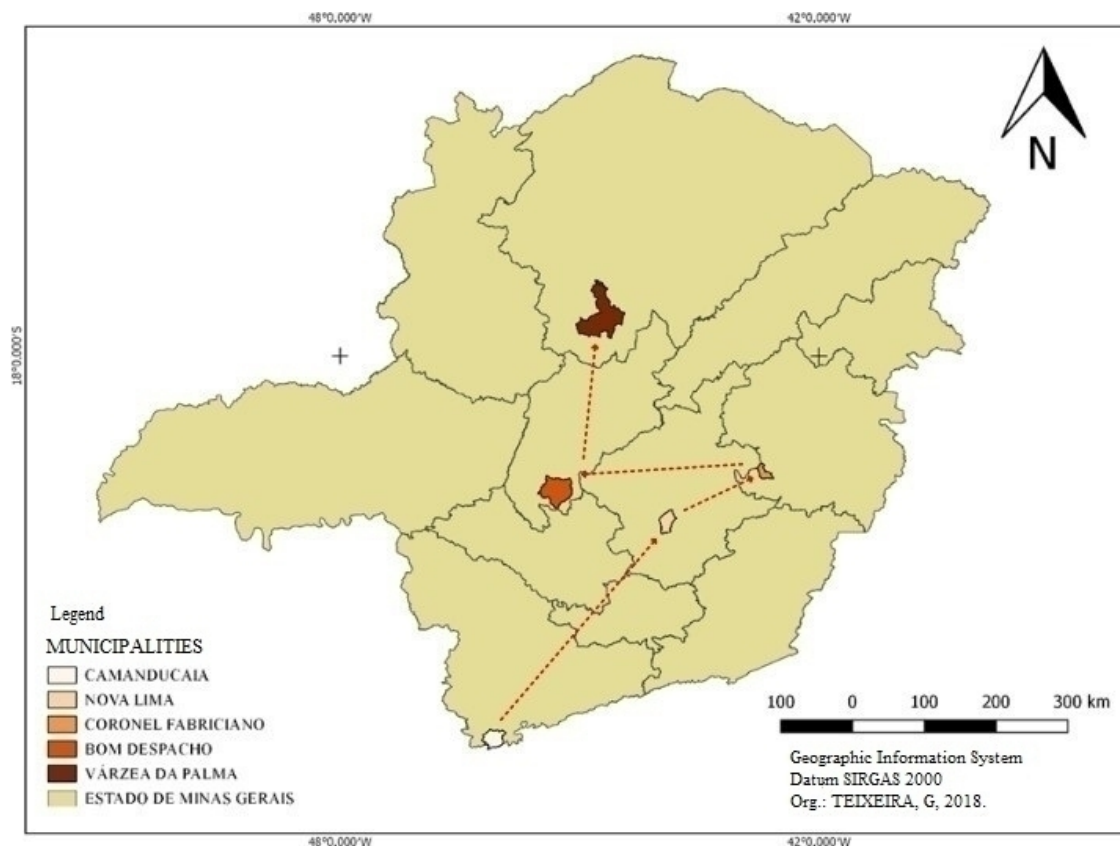 48°0.000'W 42°0.000'W
N
18°0.000'S
Legend
MUNICIPALITIES
CAMANDUCAIA
NOVA LIMA
CORONEL FABRICIANO
BOM DESPACHO
VÁRZEA DA PALMA
ESTADO DE MINAS GERAIS
100 0 100 200 300 km
Geographic Information System
Datum SIRGAS 2000
Org.: TEIXEIRA, G, 2018.
48°0.000'W 42°0.000'W